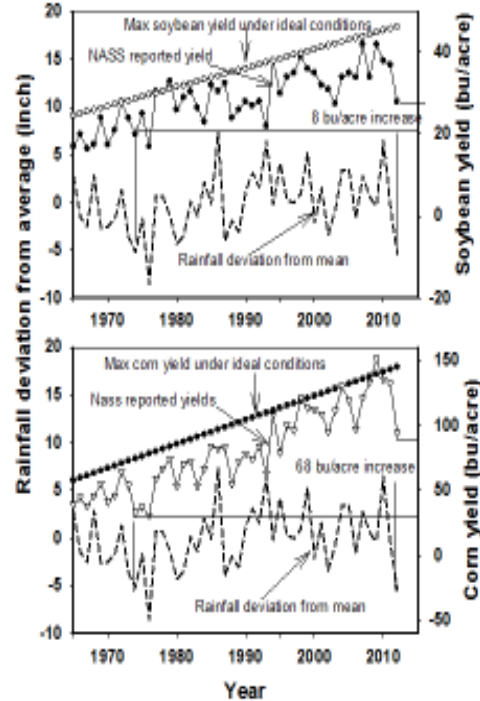 Max soybean yield under ideal conditions
NASS reported yield
8 bu/acre increase
Rainfall deviation from mean
20
15
10
5
0
-5
-10
40
20
0
-20
1970
1980
1990
2000
2010
Rainfall deviation from average (inch)
Soybean yield (bu/acre)
Max corn yield under ideal conditions
Nass reported yields
68 bu/acre increase
Rainfall deviation from mean
20
15
10
5
0
-5
-10
150
100
50
0
-50
Corn yield (bu/acre)
1970
1980
1990
2000
2010
Year